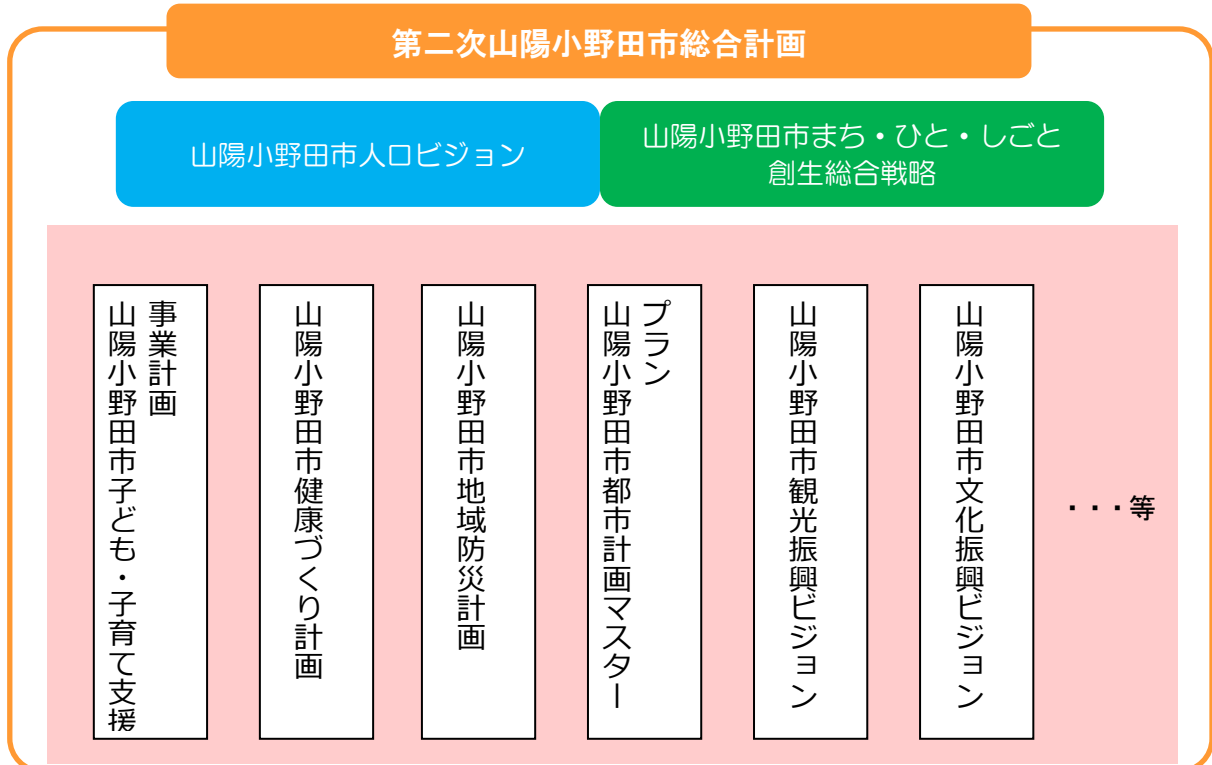 第二次山陽小野田市総合計画
山陽小野田市人口ビジョン
山陽小野田市まち・ひと・しごと
創生総合戦略
山陽小野田市子ども・子育て支援
事業計画
山陽小野田市健康づくり計画
山陽小野田市地域防災計画
山陽小野田市都市計画マスター
プラン
山陽小野田市観光振興ビジョン
山陽小野田市文化振興ビジョン
・・・等